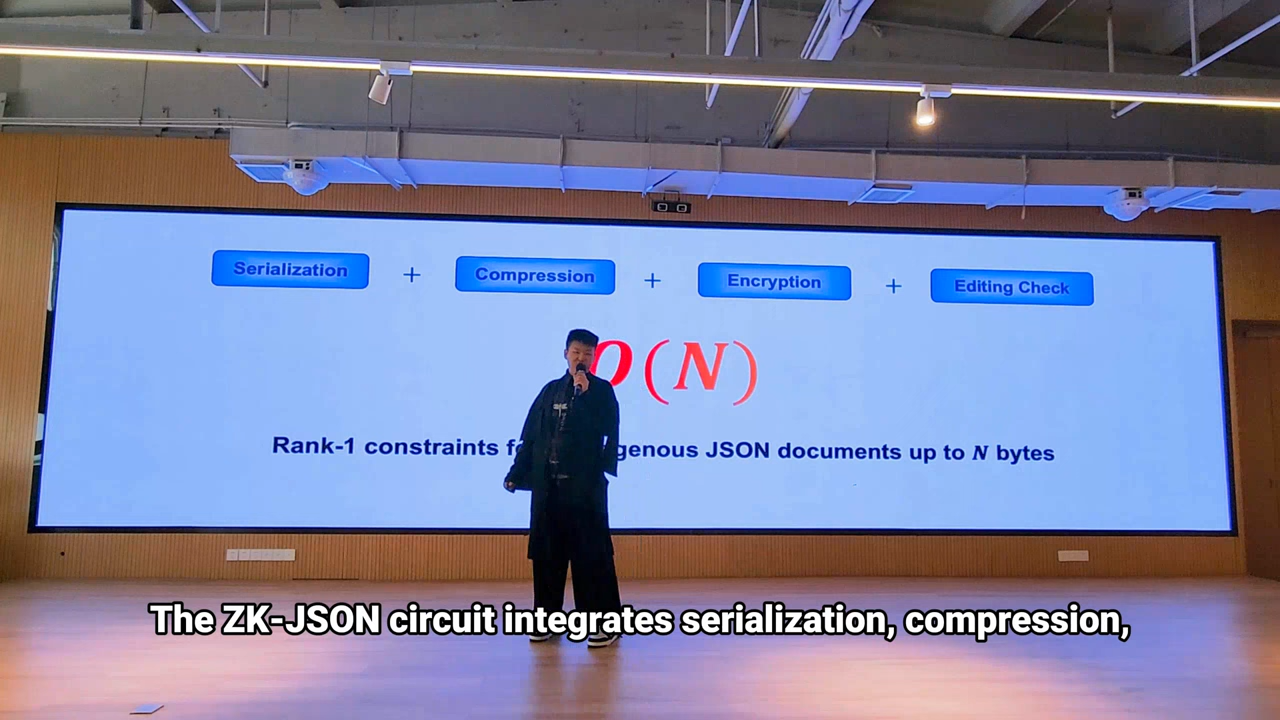 Serialization + Compression + Encryption + Editing Check
O(N)
Rank-1 constraints genous JSON documents up to N bytes
The ZK-JSON circuit integrates serialization, compression,